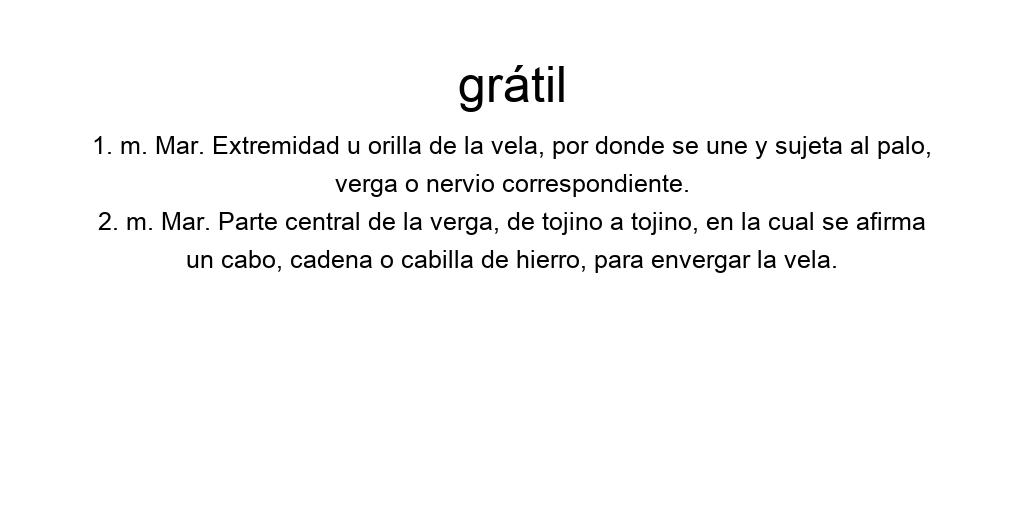 grátil
1. m. Mar. Extremidad u orilla de la vela, por donde se une y sujeta al palo,
verga o nervio correspondiente.
2. m. Mar. Parte central de la verga, de tojino a tojino, en la cual se afirma
un cabo, cadena o cabilla de hierro, para envergar la vela.